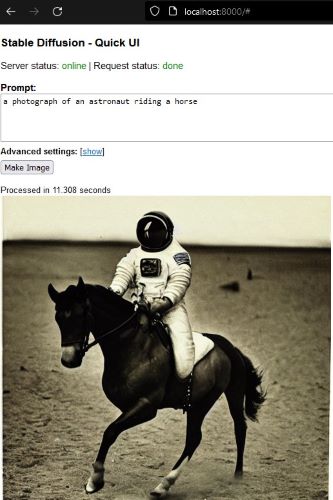 localhost:8000/#
Stable Diffusion - Quick UI
Server status: online | Request status: done
Prompt:
a photograph of an astronaut riding a horse
Advanced settings: [show]
Make Image
Processed in 11.308 seconds